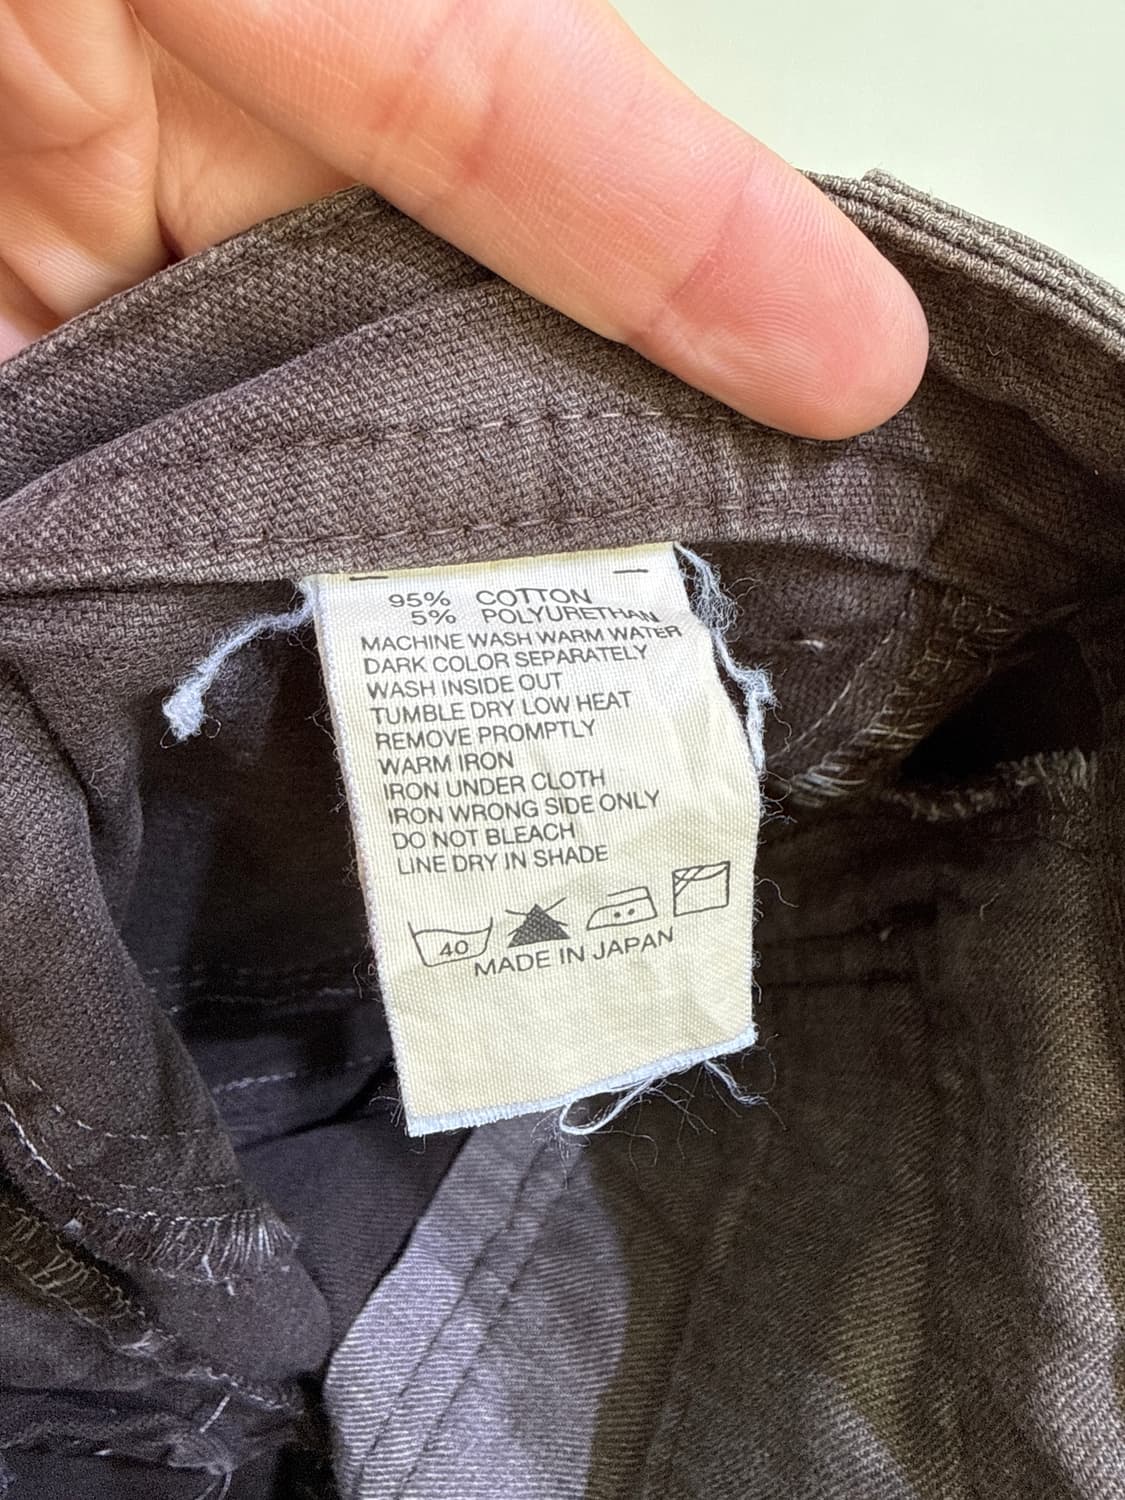 95% COTTON
5% POLYURETHAN
MACHINE WASH WARM WATER
DARK COLOR SEPARATELY
WASH INSIDE OUT
TUMBLE DRY LOW HEAT
REMOVE PROMPTLY
WARM IRON
IRON UNDER CLOTH
IRON WRONG SIDE ONLY
DO NOT BLEACH
LINE DRY IN SHADE
40
MADE IN JAPAN